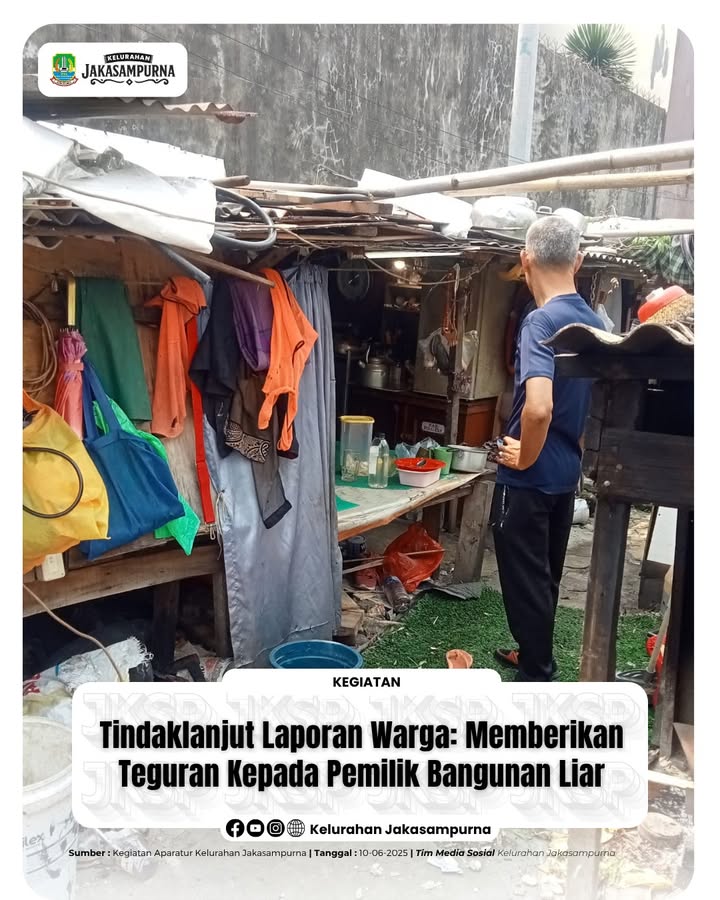 KELURAHAN
JAKASAMPURNA
KEGIATAN
Tindaklanjut Laporan Warga: Memberikan
Teguran Kepada Pemilik Bangunan Liar
Kelurahan Jakasampurna
Sumber : Kegiatan Aparatur Kelurahan Jakasampurna | Tanggal : 10-06-2025 | Tim Media Sosial Kelurahan Jakasampurna